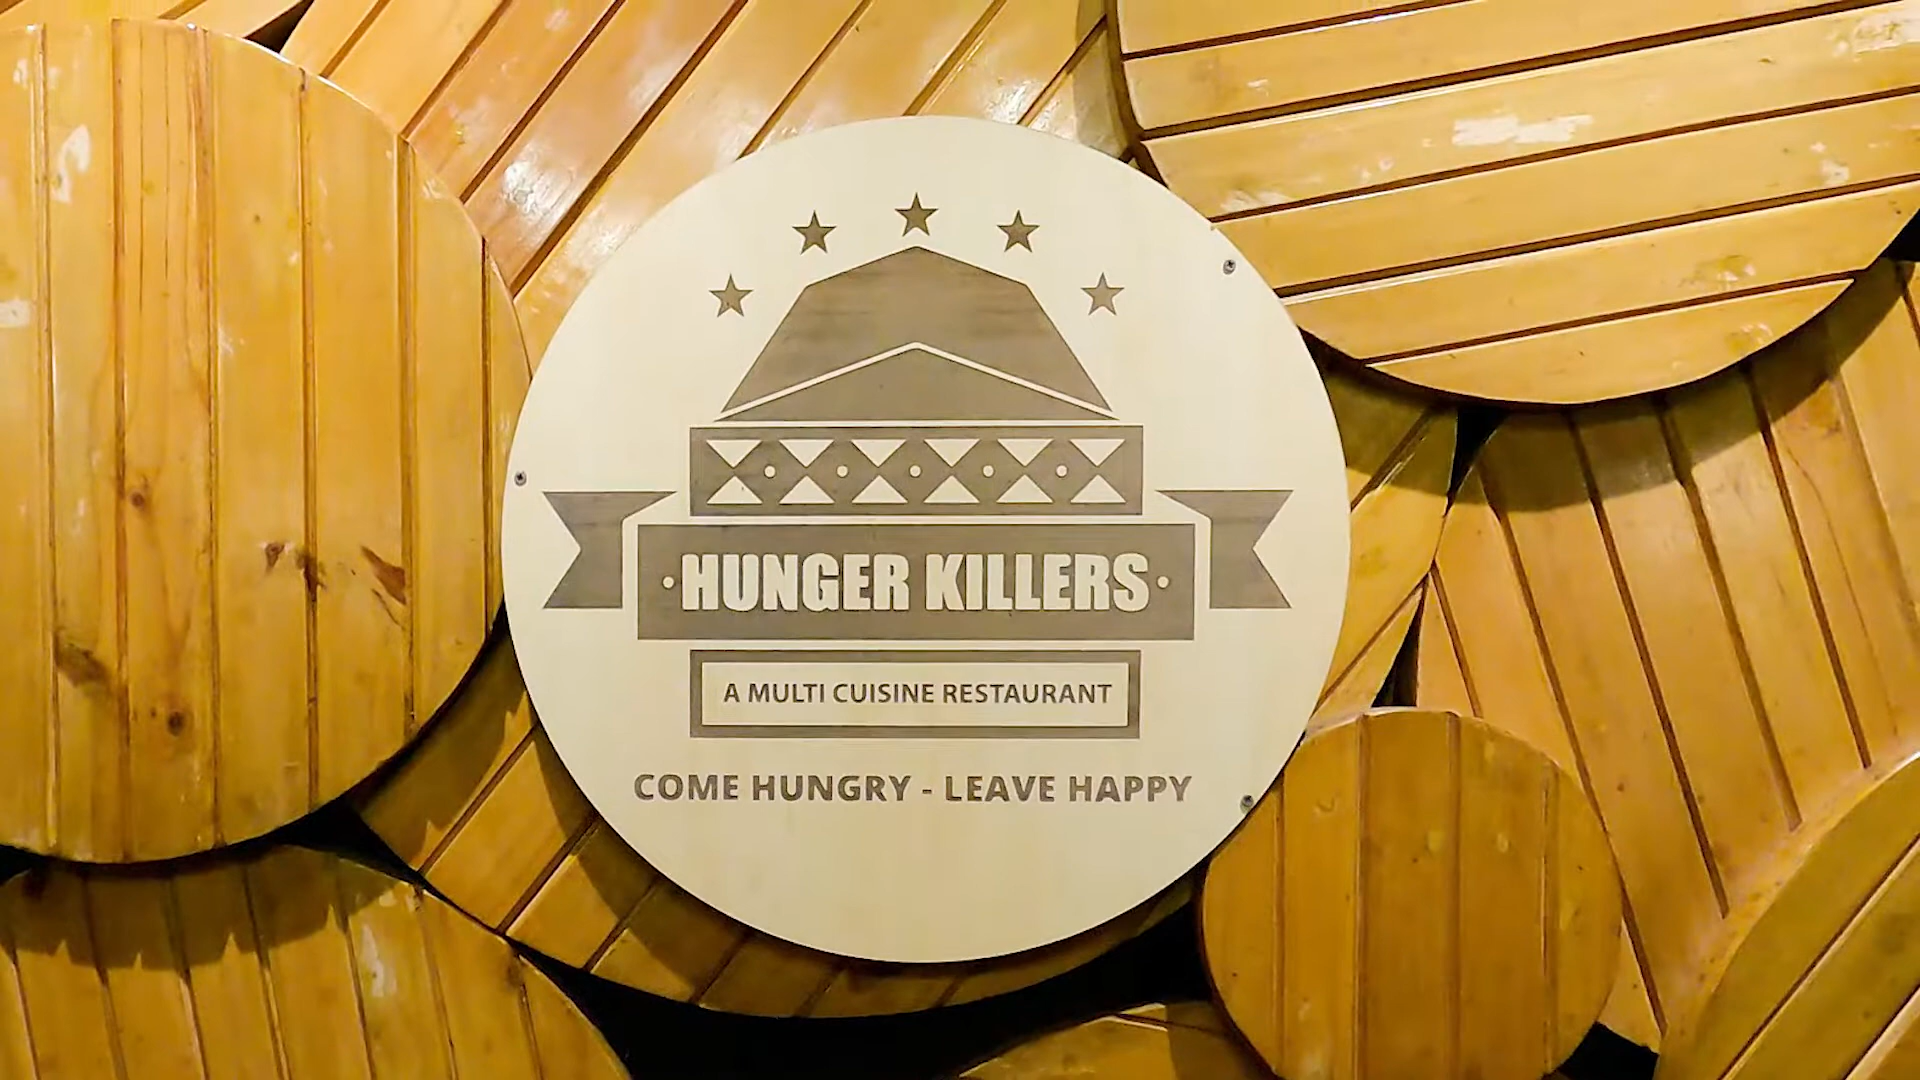 HUNGER KILLERS
A MULTI CUISINE RESTAURANT
COME HUNGRY - LEAVE HAPPY